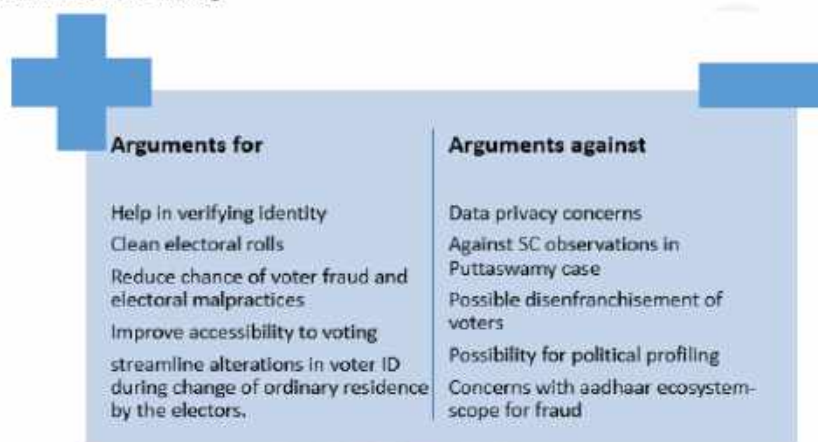 Arguments for
Help in verifying identity
Clean electoral rolls
Reduce chance of voter fraud and
electoral malpractices
Improve accessibility to voting
streamline alterations in voter ID
during change of ordinary residence
by the electors.
Arguments against
Data privacy concerns
Against SC observations in
Puttaswamy case
Possible disenfranchisement of
voters
Possibility for political profiling
Concerns with aadhaar ecosystem-
scope for fraud